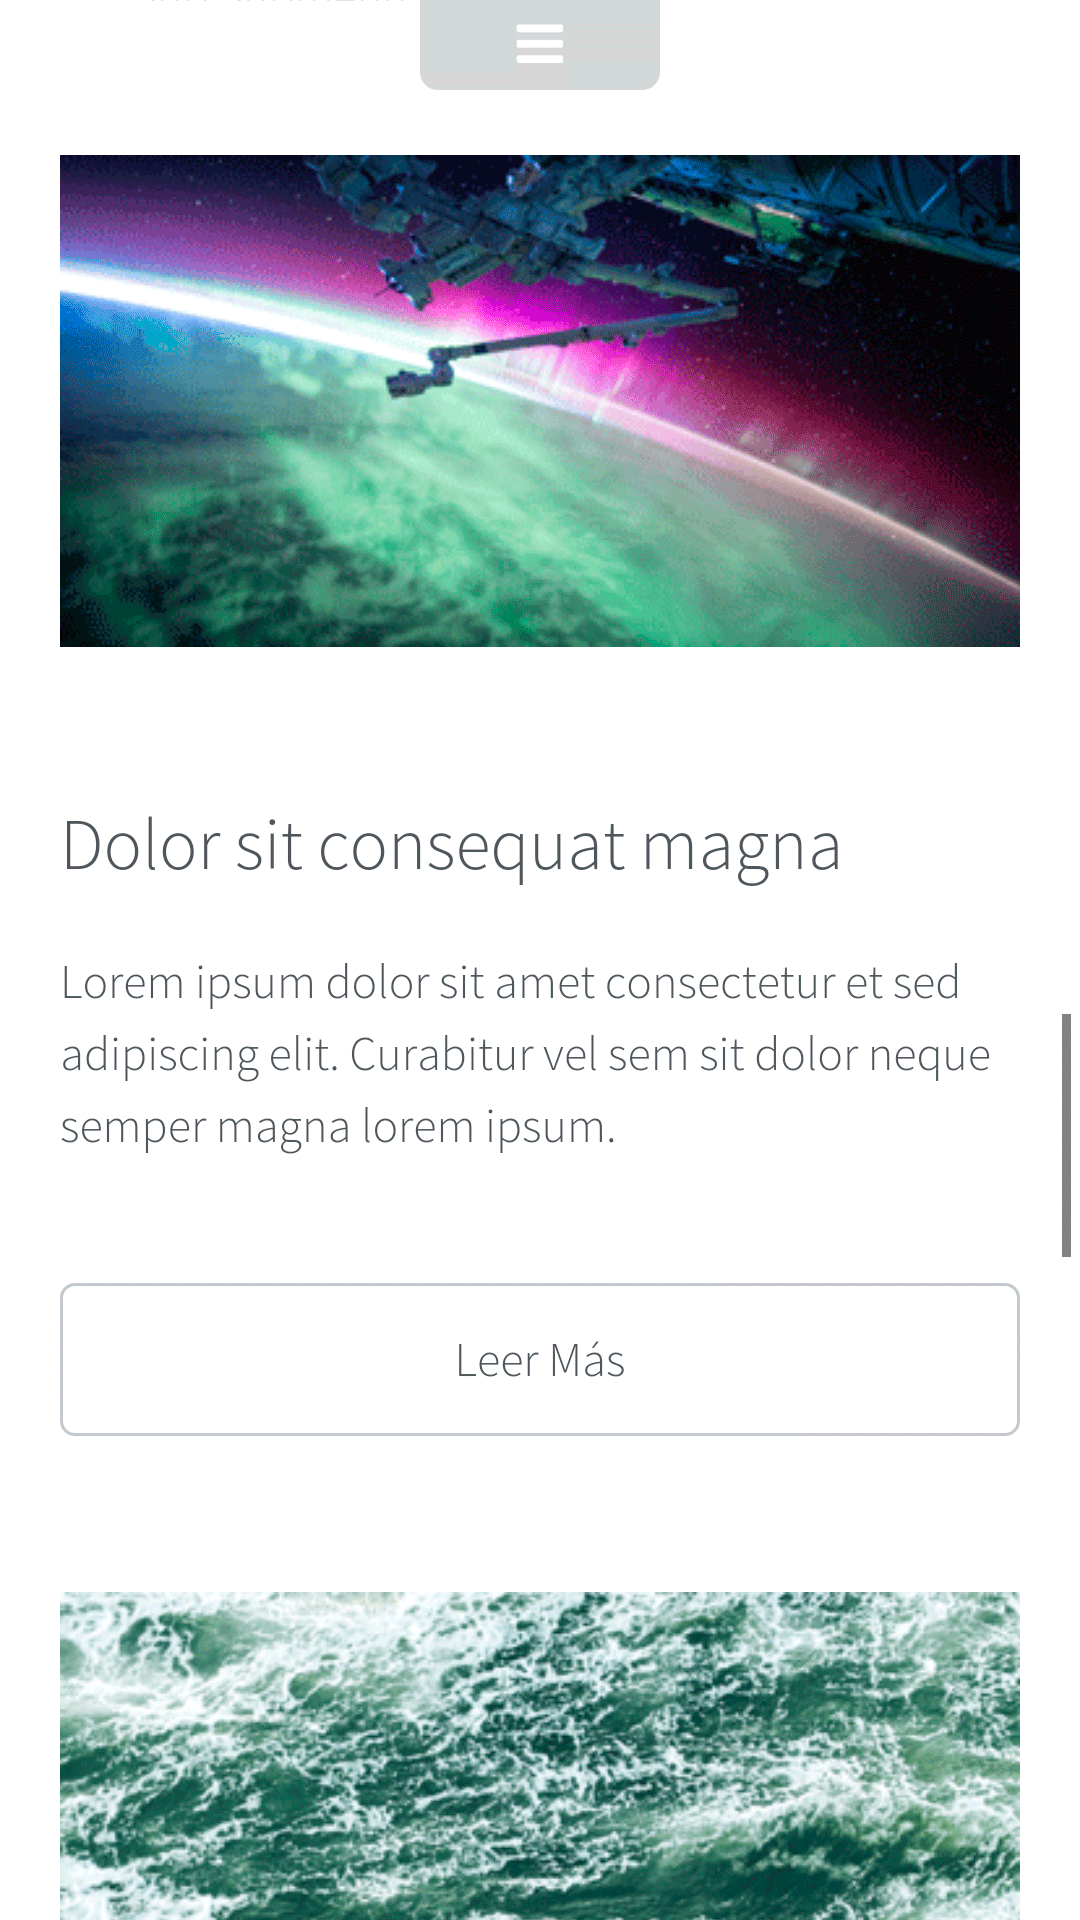 Dolor sit consequat magna
Lorem ipsum dolor sit amet consectetur et sed
adipiscing elit. Curabitur vel sem sit dolor neque
semper magna lorem ipsum.
Leer Más